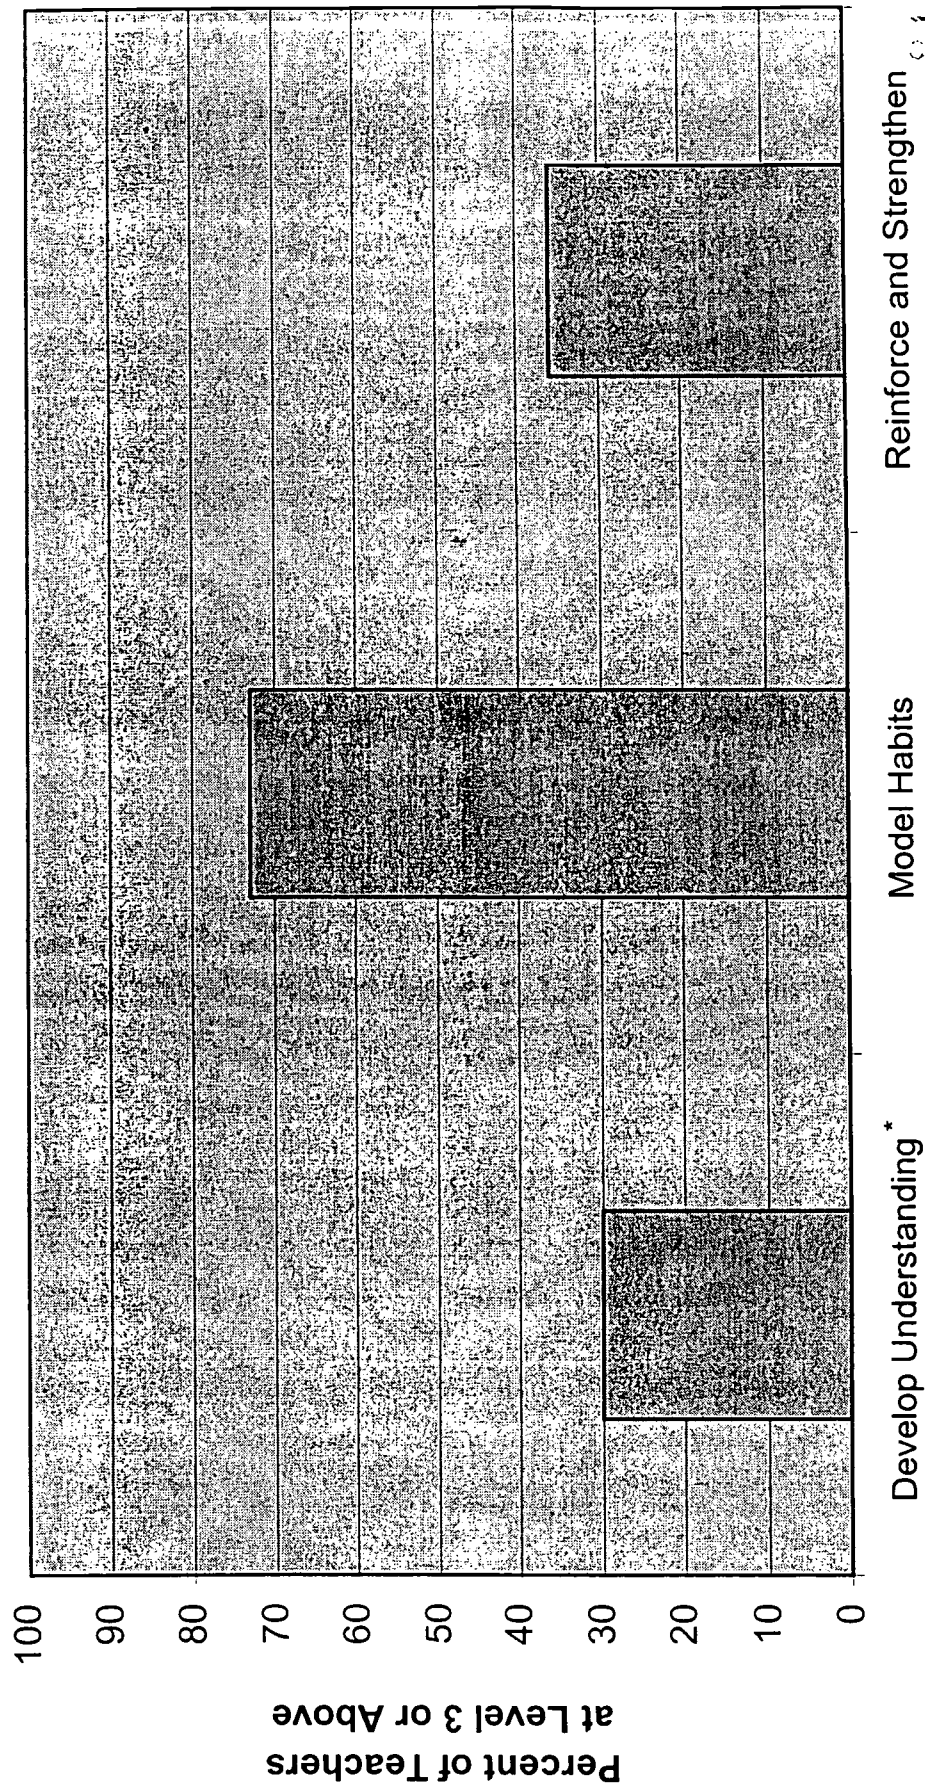 Percent of Teachers
at Level 3 or Above
100
90
80
70
60
50
40
30
20
10
0
Develop Understanding *
Model Habits
Reinforce and Strengthen